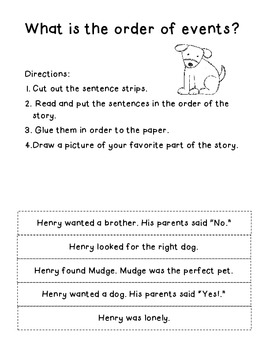 What is the order of events?
Directions:
1. Cut out the sentence strips.
2. Read and put the sentences in the order of the
story.
3. Glue them in order to the paper.
4.Draw a picture of your favorite part of the story.
Henry wanted a brother. His parents said "No."
Henry looked for the right dog.
Henry found Mudge. Mudge was the perfect pet.
Henry wanted a dog. His parents said "Yes!."
Henry was lonely.